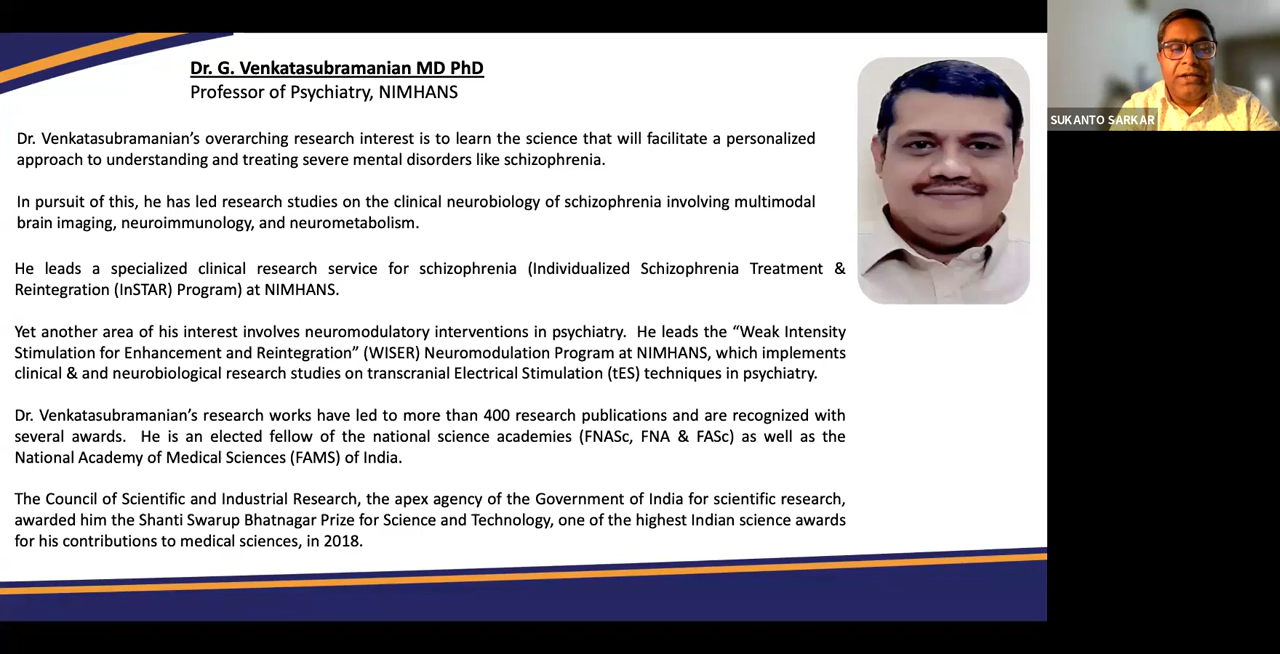 Dr. G. Venkatasubramanian MD PhD
Professor of Psychiatry, NIMHANS
SUKANTO SARKAR
Dr. Venkatasubramanian’s overarching research interest is to learn the science that will facilitate a personalized
approach to understanding and treating severe mental disorders like schizophrenia.
In pursuit of this, he has led research studies on the clinical neurobiology of schizophrenia involving multimodal
brain imaging, neuroimmunology, and neurometabolism.
He leads a specialized clinical research service for schizophrenia (Individualized Schizophrenia Treatment &
Reintegration (InSTAR) Program) at NIMHANS.
Yet another area of his interest involves neuromodulatory interventions in psychiatry. He leads the “Weak Intensity
Stimulation for Enhancement and Reintegration” (WISER) Neuromodulation Program at NIMHANS, which implements
clinical & and neurobiological research studies on transcranial Electrical Stimulation (tES) techniques in psychiatry.
Dr. Venkatasubramanian’s research works have led to more than 400 research publications and are recognized with
several awards. He is an elected fellow of the national science academies (FNASc, FNA & FASc) as well as the
National Academy of Medical Sciences (FAMS) of India.
The Council of Scientific and Industrial Research, the apex agency of the Government of India for scientific research,
awarded him the Shanti Swarup Bhatnagar Prize for Science and Technology, one of the highest Indian science awards
for his contributions to medical sciences, in 2018.